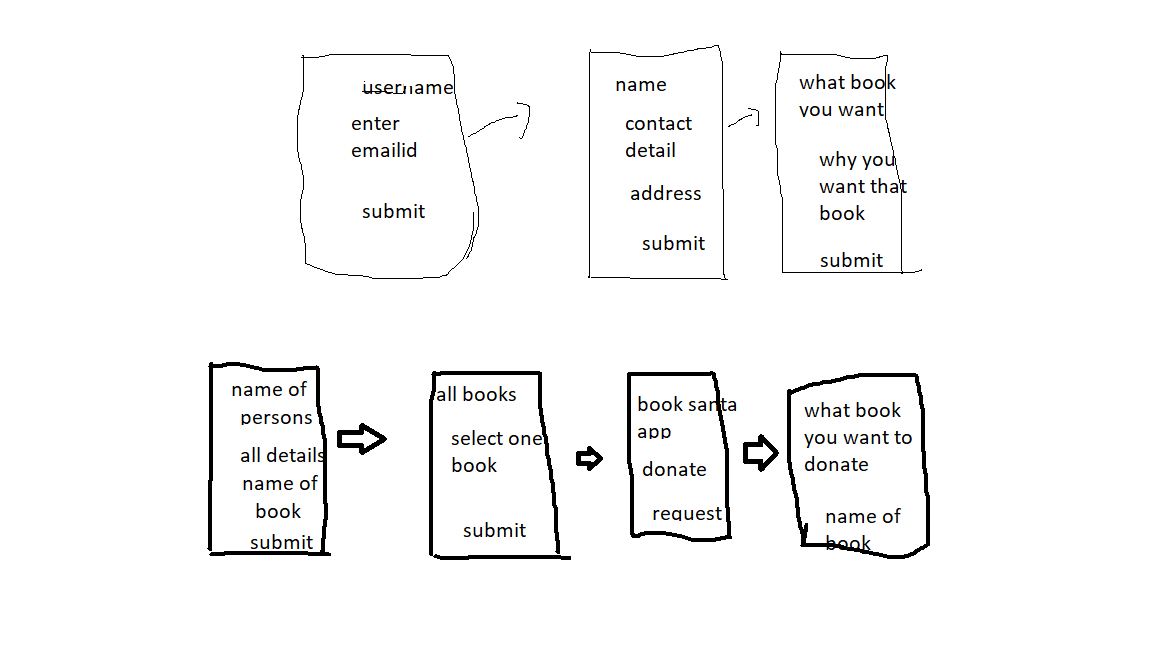 username
enter
emailid
submit
name
contact
detail
address
submit
what book
you want
why you
want that
book
submit
name of
persons
all details
name of
book
submit
all books
select one
book
submit
book santa
app
donate
request
what book
you want to
donate
name of
book